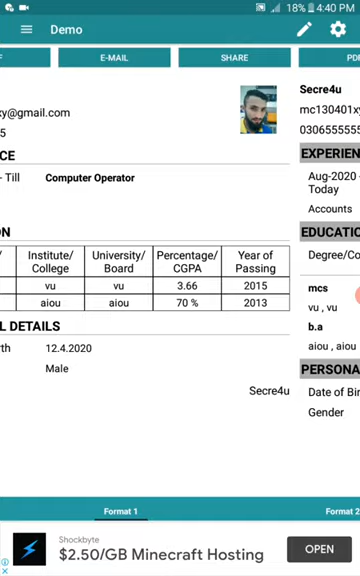 18% 4:40 PM
Demo
F
E-MAIL
SHARE
PDF
xy@gmail.com
5
CE
- Till
Computer Operator
ON
Institute/ College
University/ Board
Percentage/ CGPA
Year of Passing
vu
vu
3.66
2015
aiou
aiou
70 %
2013
L DETAILS
rth
12.4.2020
Male
Secre4u
Secre4u
mc130401xy
030655555
EXPERIEN
Aug-2020 -
Today
Accounts
EDUCATIO
Degree/Co
mcs
vu , vu
b.a
aiou , aiou
PERSONA
Date of Bir
Gender
Format 1
Format 2
Shockbyte
$2.50/GB Minecraft Hosting
OPEN